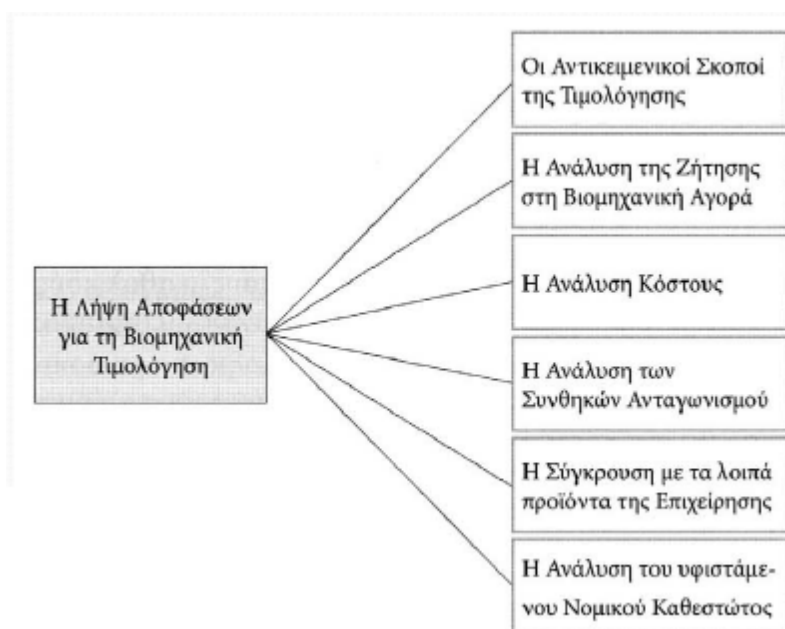 Η Λήψη Αποφάσεων
για τη Βιομηχανική
Τιμολόγηση
Οι Αντικειμενικοί Σκοποί
της Τιμολόγησης
Η Ανάλυση της Ζήτησης
στη Βιομηχανική Αγορά
Η Ανάλυση Κόστους
Η Ανάλυση των
Συνθηκών Ανταγωνισμού
Η Σύγκρουση με τα λοιπά
προϊόντα της Επιχείρησης
Η Ανάλυση του υφιστάμε-
νου Νομικού Καθεστώτος